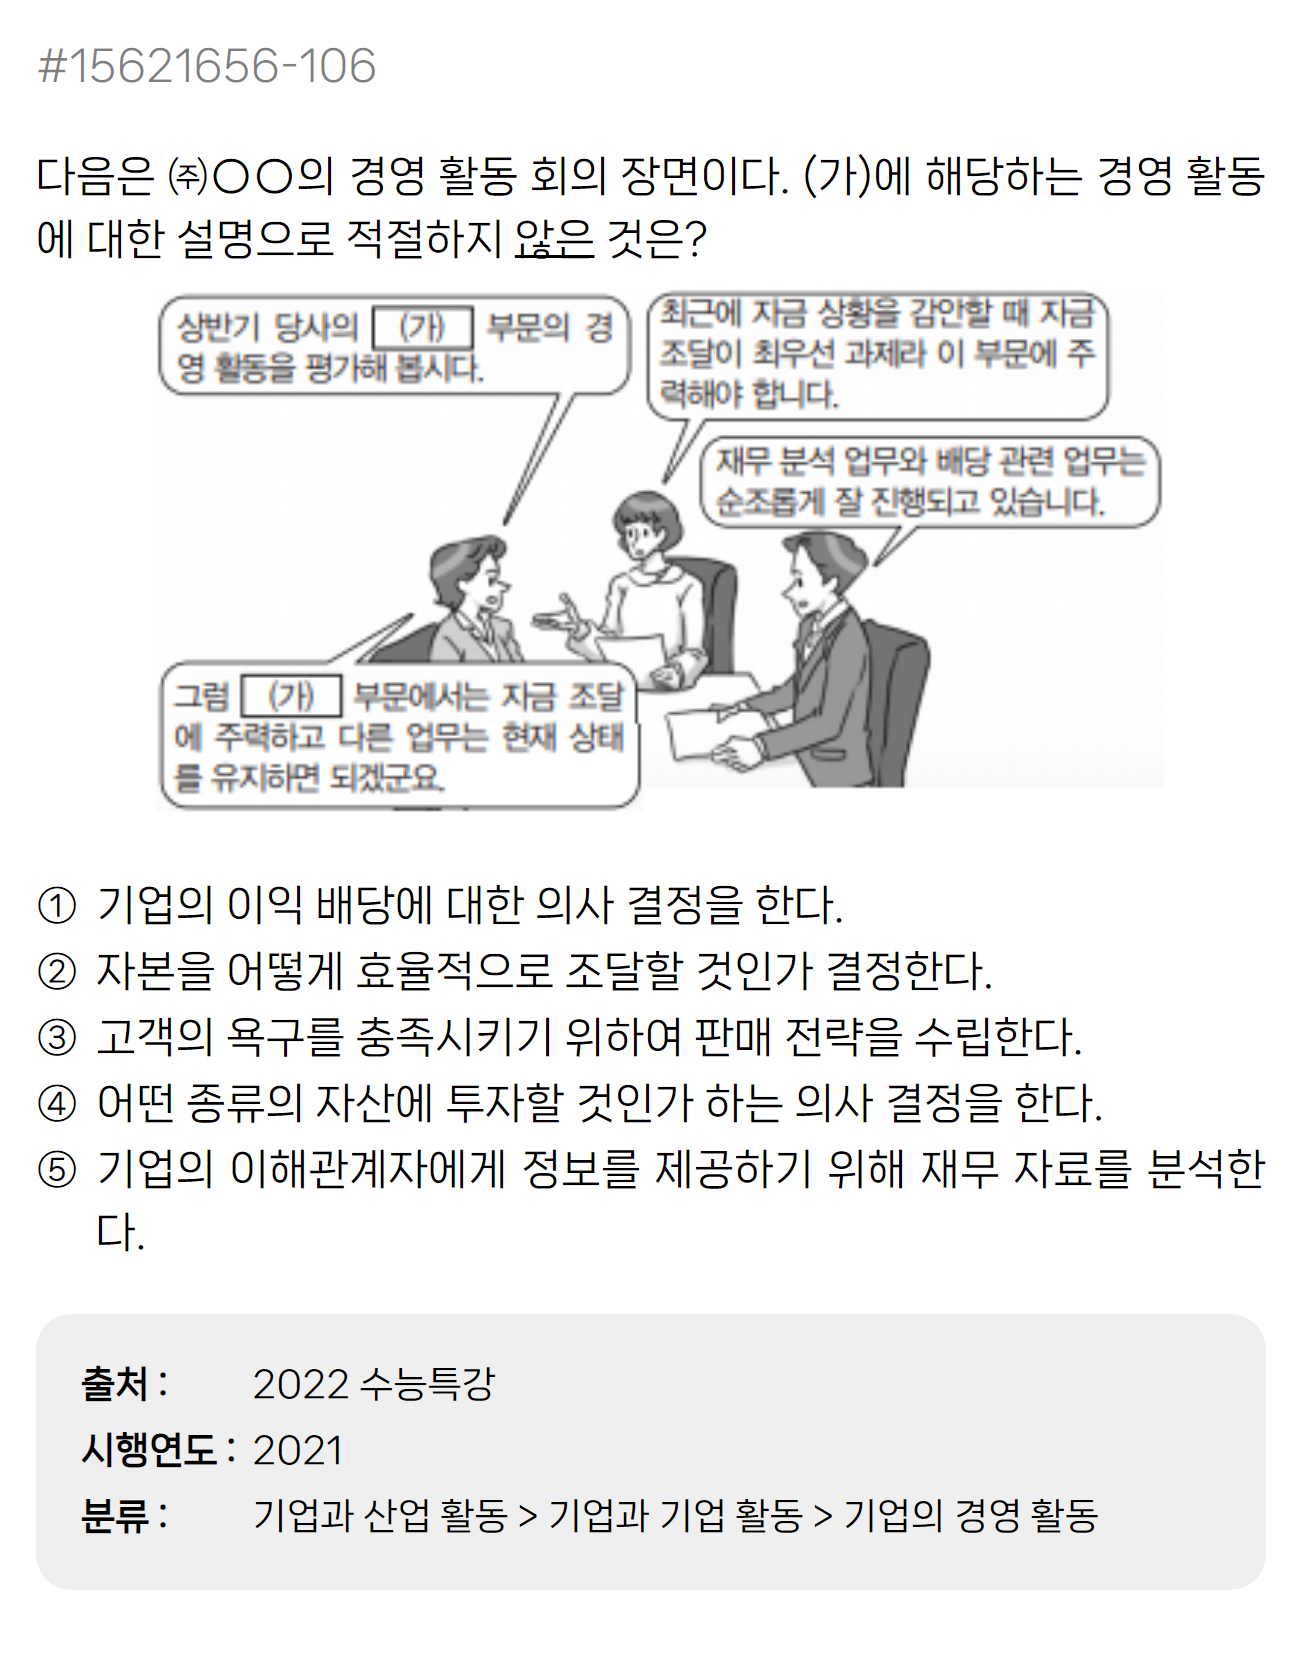 #15621656-106
다음은 ㈜○○의 경영 활동 회의 장면이다. (가)에 해당하는 경영 활동
에 대한 설명으로 적절하지 않은 것은?
상반기 당사의 (가) 부문의 경
영 활동을 평가해 봅시다.
최근에 자금 상황을 감안할 때 자금
조달이 최우선 과제라 이 부문에 주
력해야 합니다.
재무 분석 업무와 배당 관련 업무는
순조롭게 잘 진행되고 있습니다.
그럼 (가) 부문에서는 자금 조달
에 주력하고 다른 업무는 현재 상태
를 유지하면 되겠군요.
① 기업의 이익 배당에 대한 의사 결정을 한다.
② 자본을 어떻게 효율적으로 조달할 것인가 결정한다.
③ 고객의 욕구를 충족시키기 위하여 판매 전략을 수립한다.
④ 어떤 종류의 자산에 투자할 것인가 하는 의사 결정을 한다.
⑤ 기업의 이해관계자에게 정보를 제공하기 위해 재무 자료를 분석한
다.
출처 : 2022 수능특강
시행연도 : 2021
분류 : 기업과 산업 활동 > 기업과 기업 활동 > 기업의 경영 활동